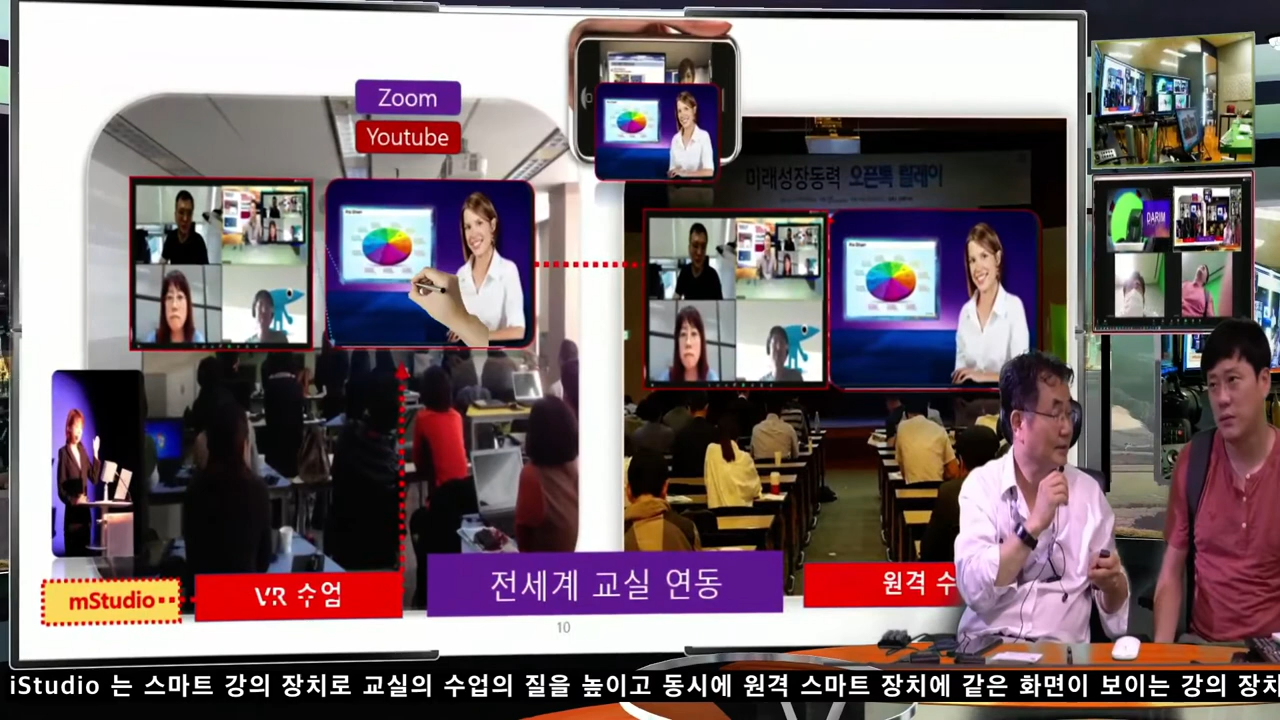 Zoom
Youtube
미래성장동력 오픈톡 릴레이
DARIM
mStudio
VR 수업
전세계 교실 연동
원격 수
10
iStudio 는 스마트 강의 장치로 교실의 수업의 질을 높이고 동시에 원격 스마트 장치에 같은 화면이 보이는 강의 장치